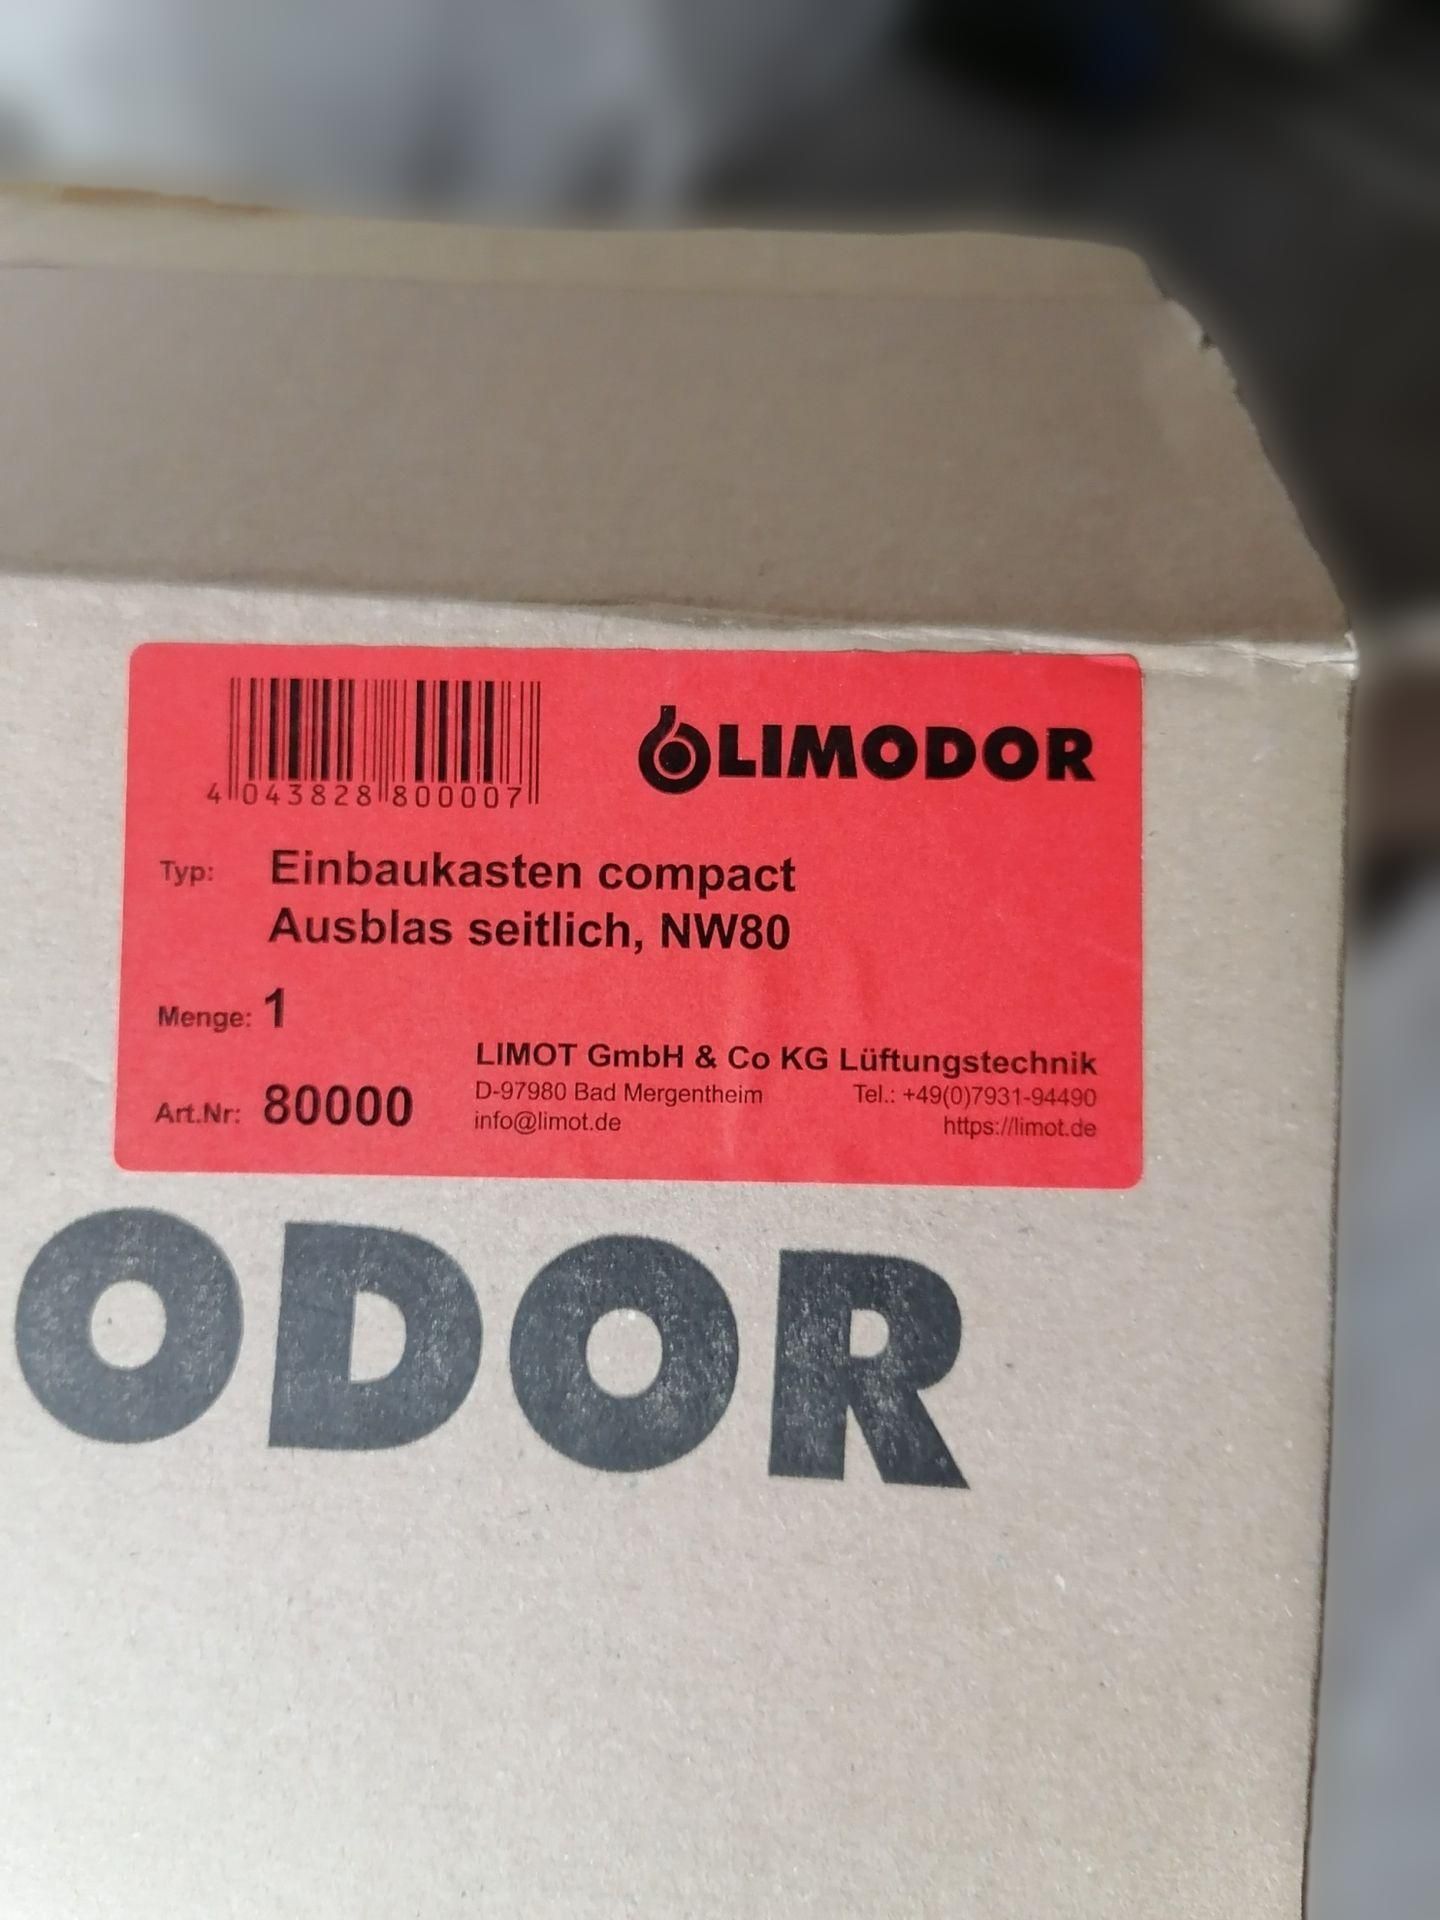 LIMODOR
4 043828 800007
Typ: Einbaukasten compact
Ausblas seitlich, NW80
Menge: 1
LIMOT GmbH & Co KG Lüftungstechnik
D-97980 Bad Mergentheim Tel.: +49(0)7931-94490
Art.Nr: 80000
info@limot.de https://limot.de
ODOR